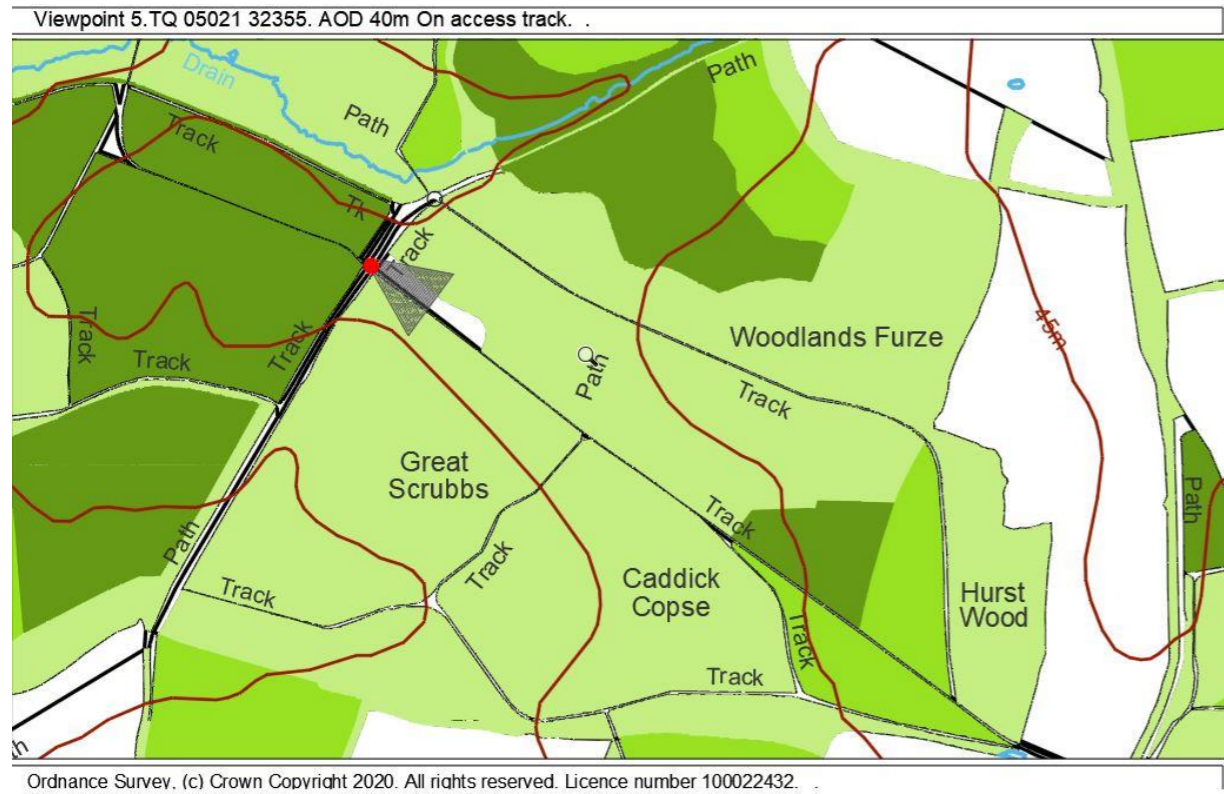 Viewpoint 5.TQ 05021 32355. AOD 40m On access track. .
Drain
Path
Path
Track
Tk
Track
Track
Track
Track
Woodlands Furze
45m
Path
Track
Great
Scrubbs
Path
Track
Path
Track
Caddick
Copse
Hurst
Wood
Track
Track
Track
Ordnance Survey, (c) Crown Copyright 2020. All rights reserved. Licence number 100022432. .